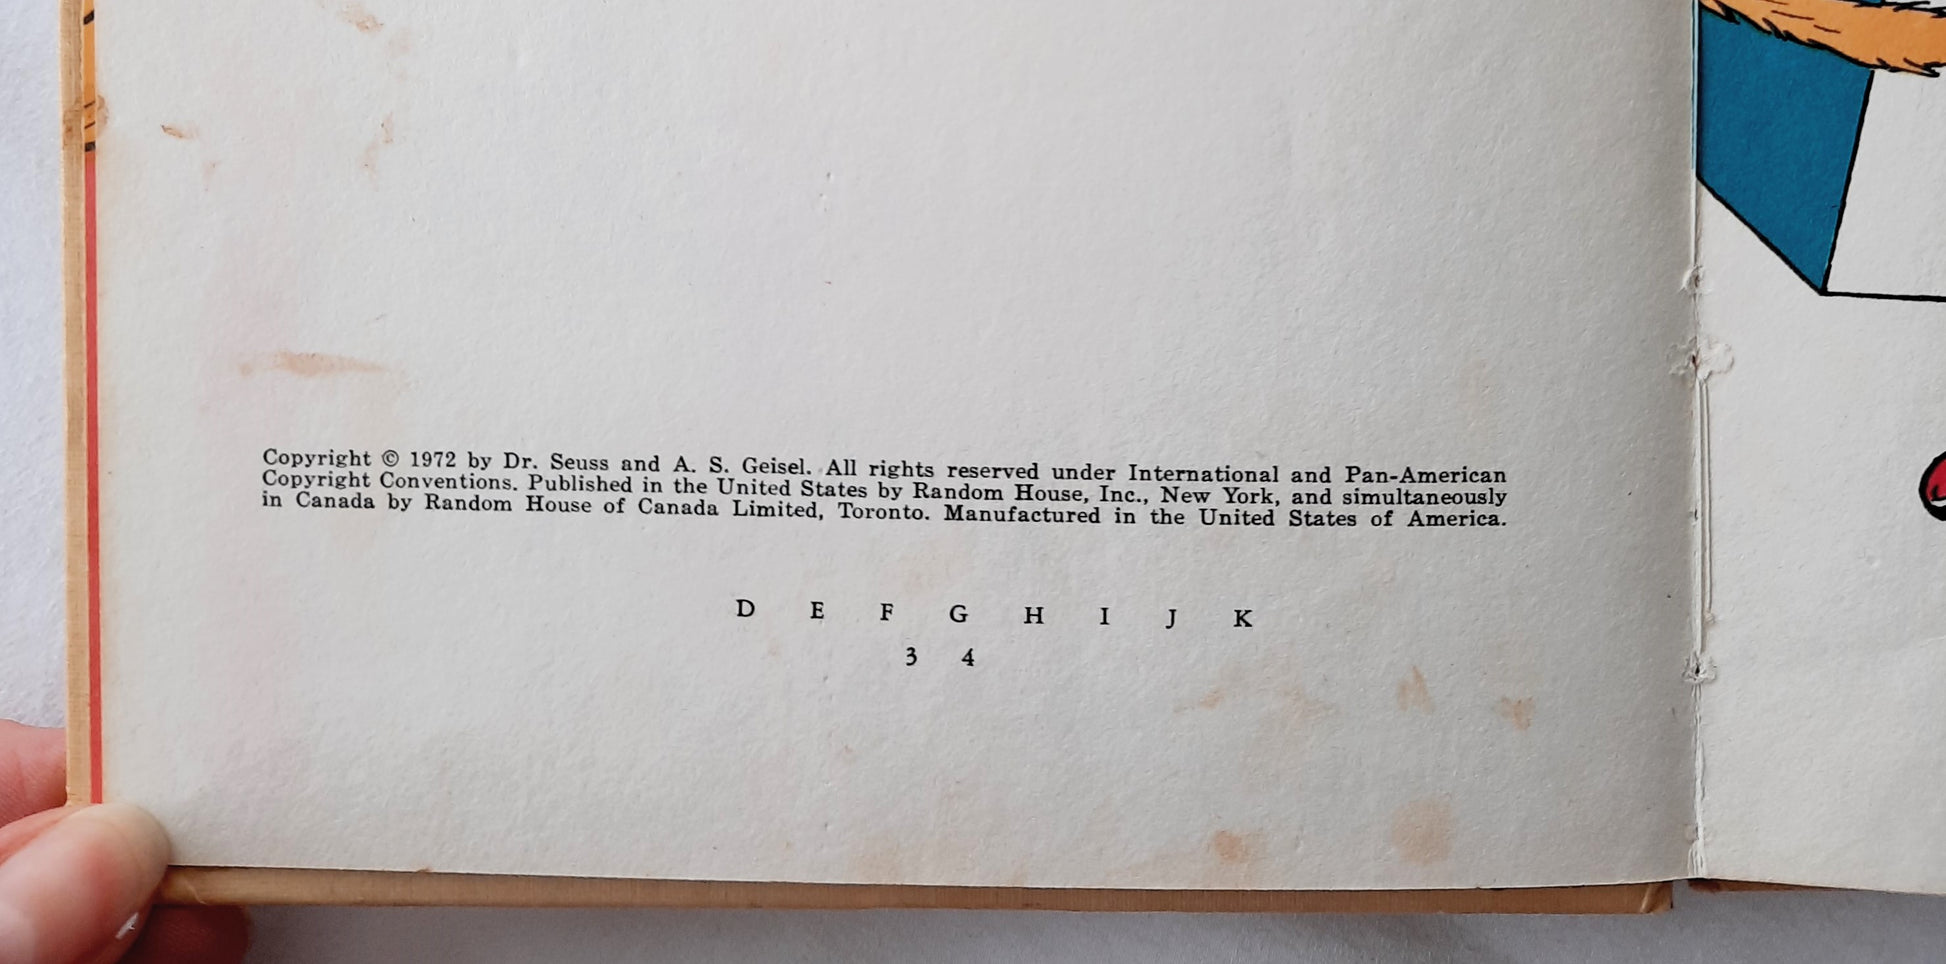 Copyright © 1972 by Dr. Seuss and A. S. Geisel. All rights reserved under International and Pan-American
Copyright Conventions. Published in the United States by Random House, Inc., New York, and simultaneously
in Canada by Random House of Canada Limited, Toronto. Manufactured in the United States of America.
D E F G H I J K
3 4